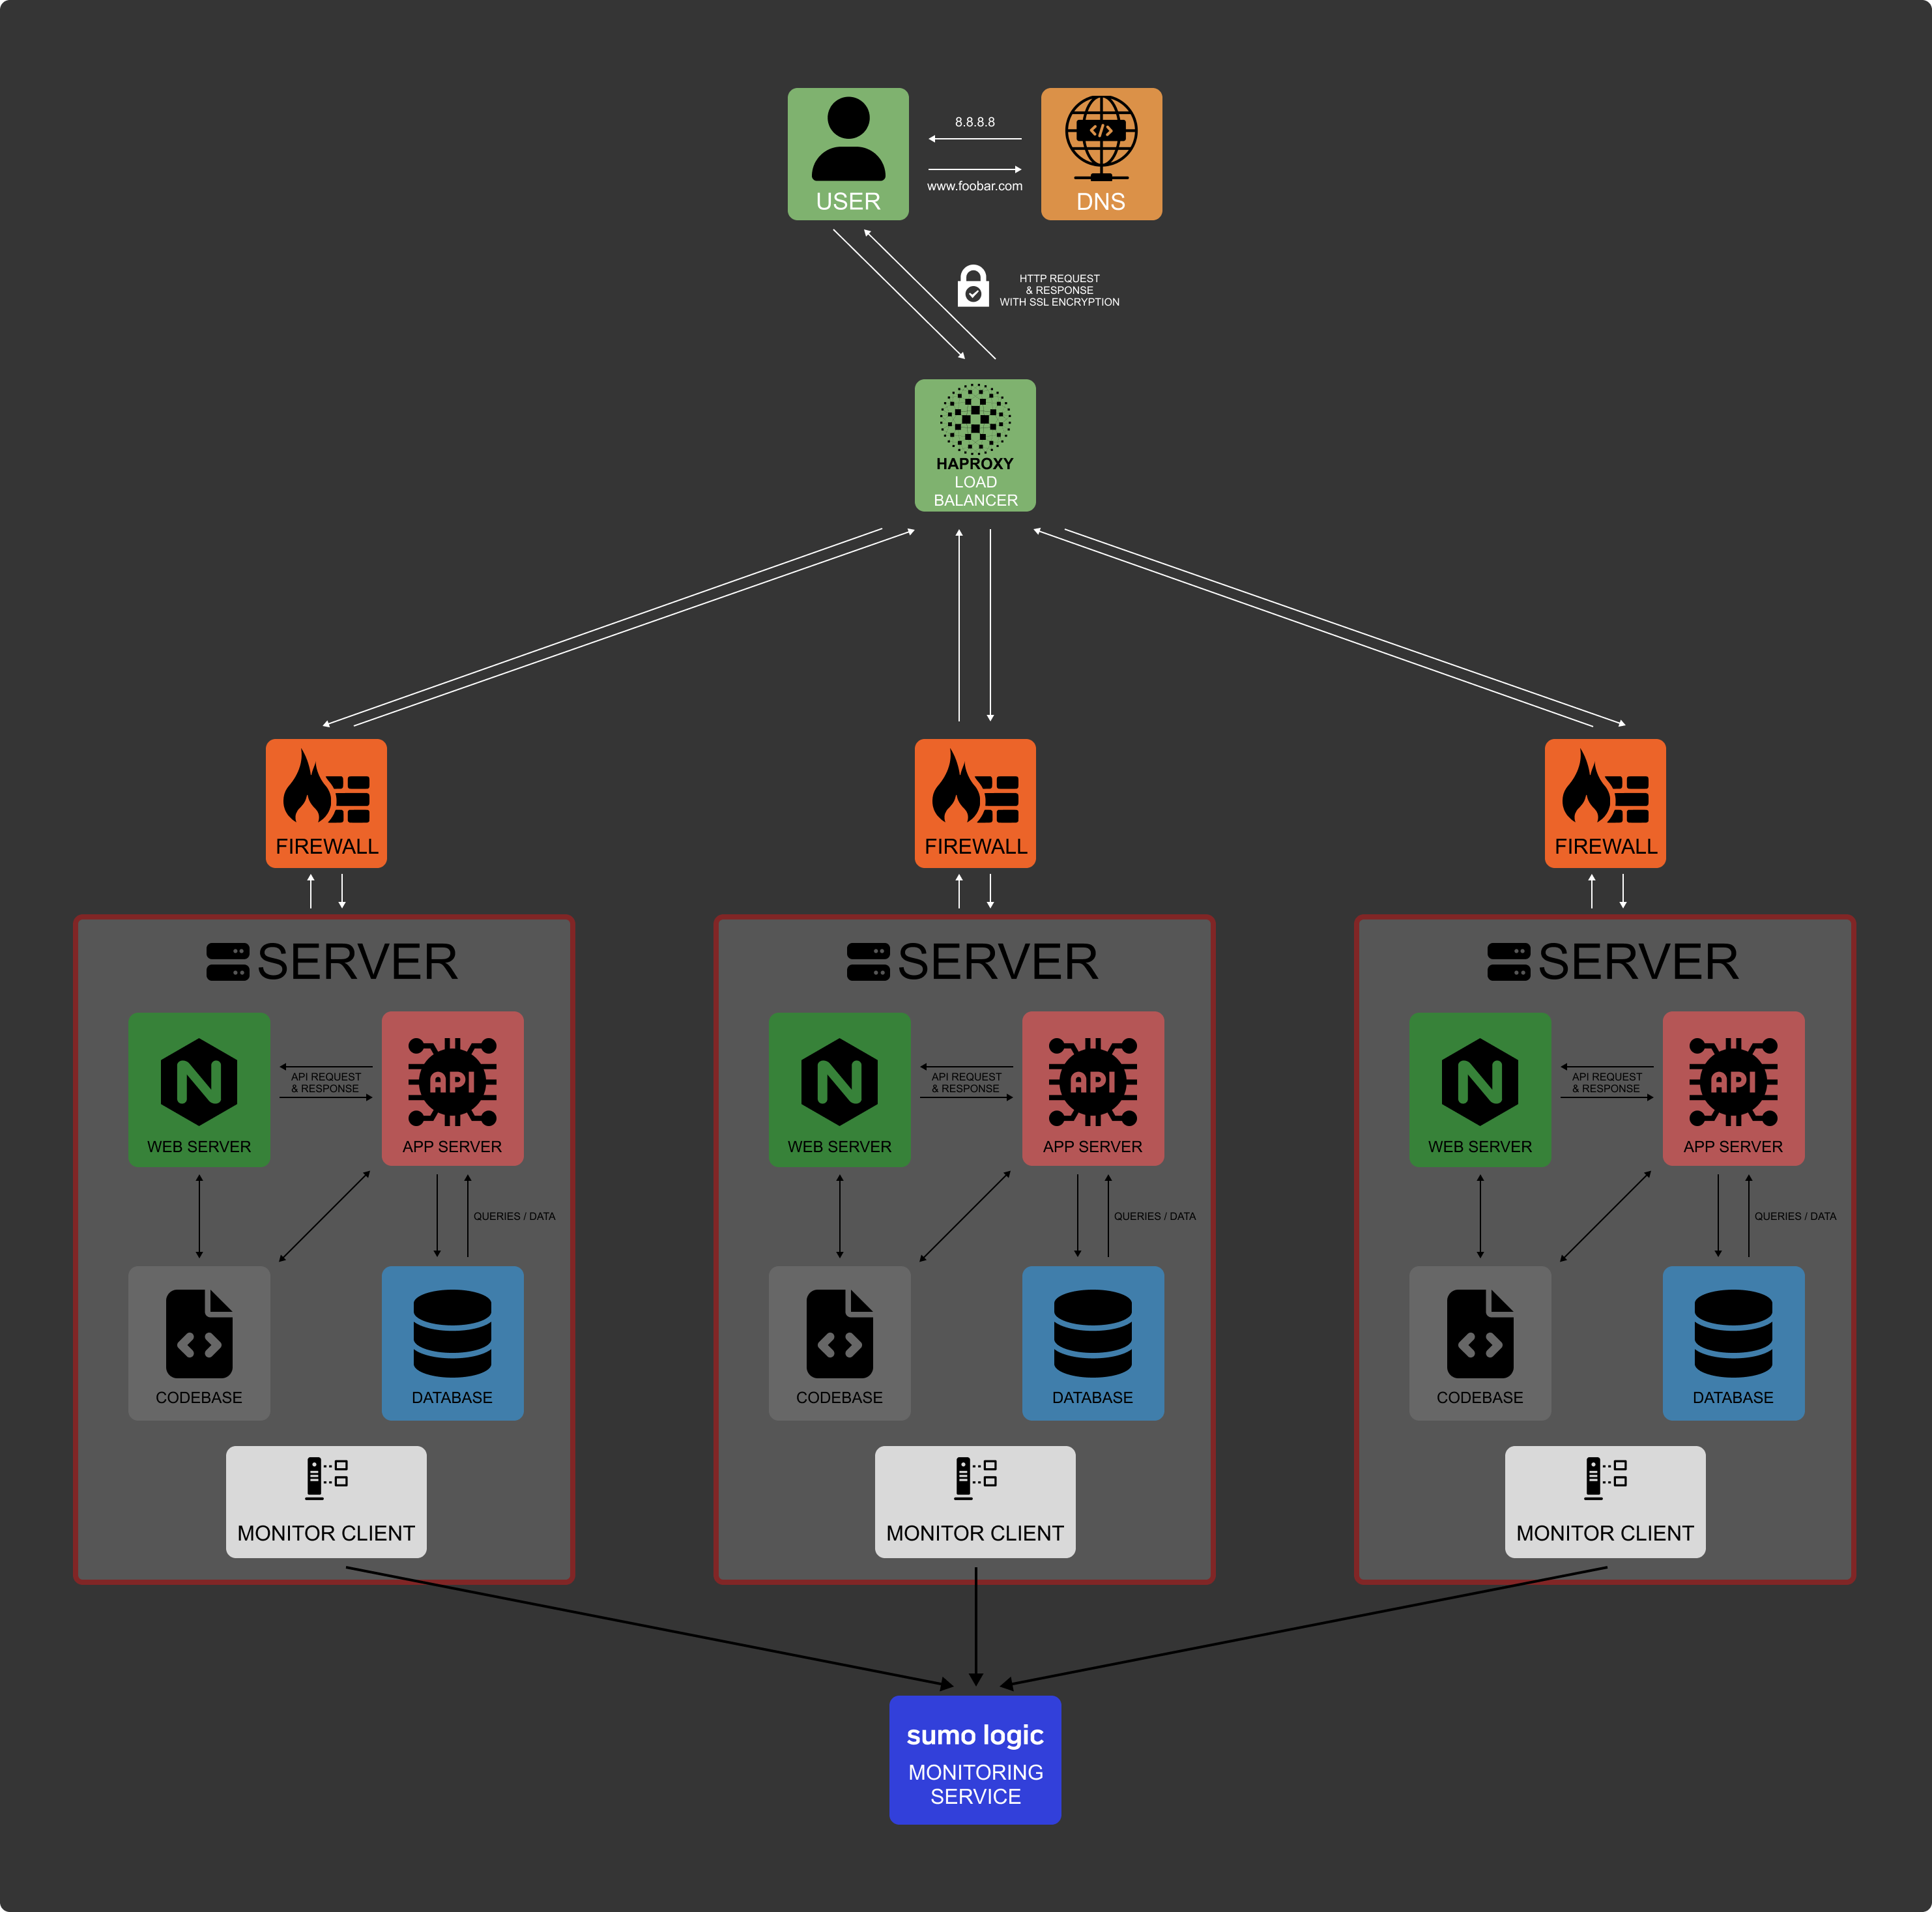 8.8.8.8
www.foobar.com
USER
DNS
HTTP REQUEST
& RESPONSE
WITH SSL ENCRYPTION
HAPROXY
LOAD
BALANCER
FIREWALL
FIREWALL
FIREWALL
SERVER
API
API REQUEST
& RESPONSE
WEB SERVER
APP SERVER
QUERIES / DATA
CODEBASE
DATABASE
MONITOR CLIENT
SERVER
API
API REQUEST
& RESPONSE
WEB SERVER
APP SERVER
QUERIES / DATA
CODEBASE
DATABASE
MONITOR CLIENT
SERVER
API
API REQUEST
& RESPONSE
WEB SERVER
APP SERVER
QUERIES / DATA
CODEBASE
DATABASE
MONITOR CLIENT
sumo logic
MONITORING
SERVICE